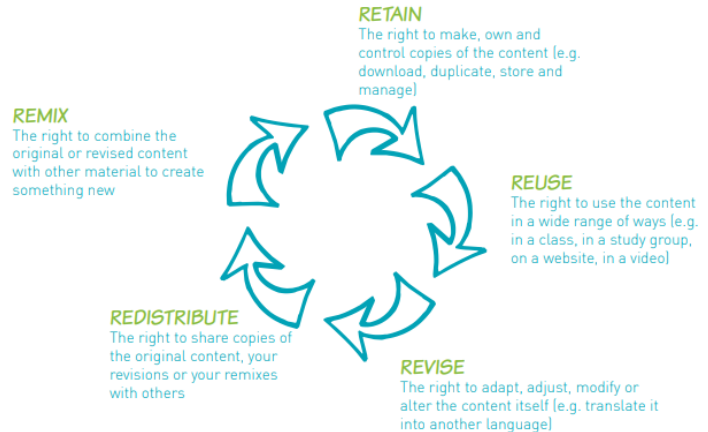 RETAIN
The right to make, own and
control copies of the content (e.g.
download, duplicate, store and
manage)
REUSE
The right to use the content
in a wide range of ways (e.g.
in a class, in a study group,
on a website, in a video)
REVISE
The right to adapt, adjust, modify or
alter the content itself (e.g. translate it
into another language)
REDISTRIBUTE
The right to share copies of
the original content, your
revisions or your remixes
with others
REMIX
The right to combine the
original or revised content
with other material to create
something new